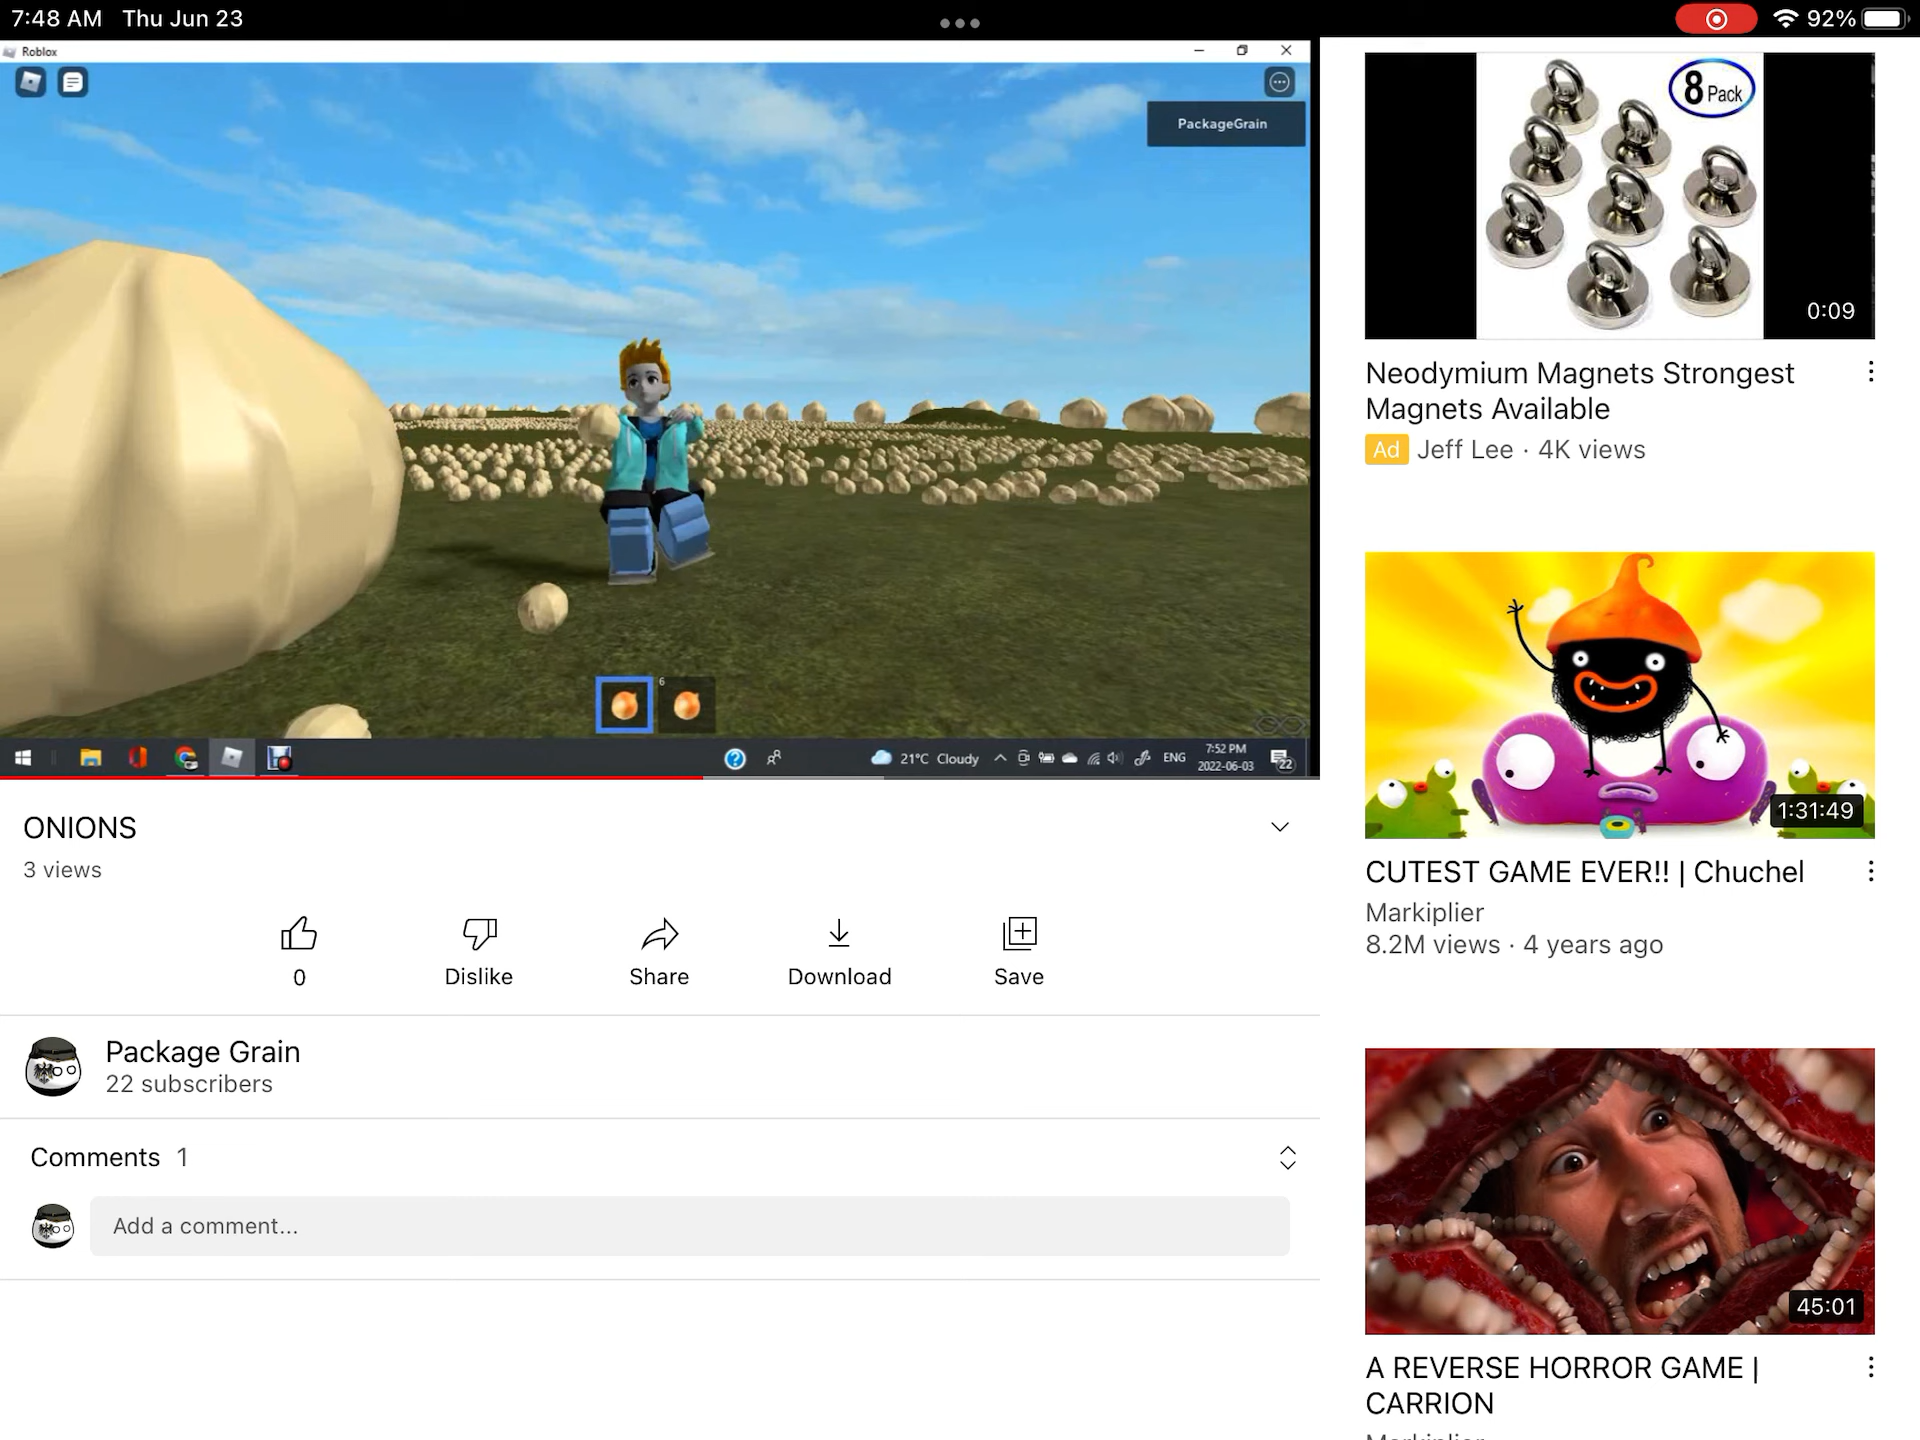 7:48 AM Thu Jun 23
92%
Roblox
PackageGrain
6
21°C Cloudy
ENG
7:52 PM
2022-06-03
22
ONIONS
3 views
0
Dislike
Share
Download
Save
Package Grain
22 subscribers
Comments 1
Add a comment...
8 Pack
0:09
Neodymium Magnets Strongest
Magnets Available
Ad Jeff Lee · 4K views
1:31:49
CUTEST GAME EVER!! | Chuchel
Markiplier
8.2M views · 4 years ago
45:01
A REVERSE HORROR GAME |
CARRION
Markiplier